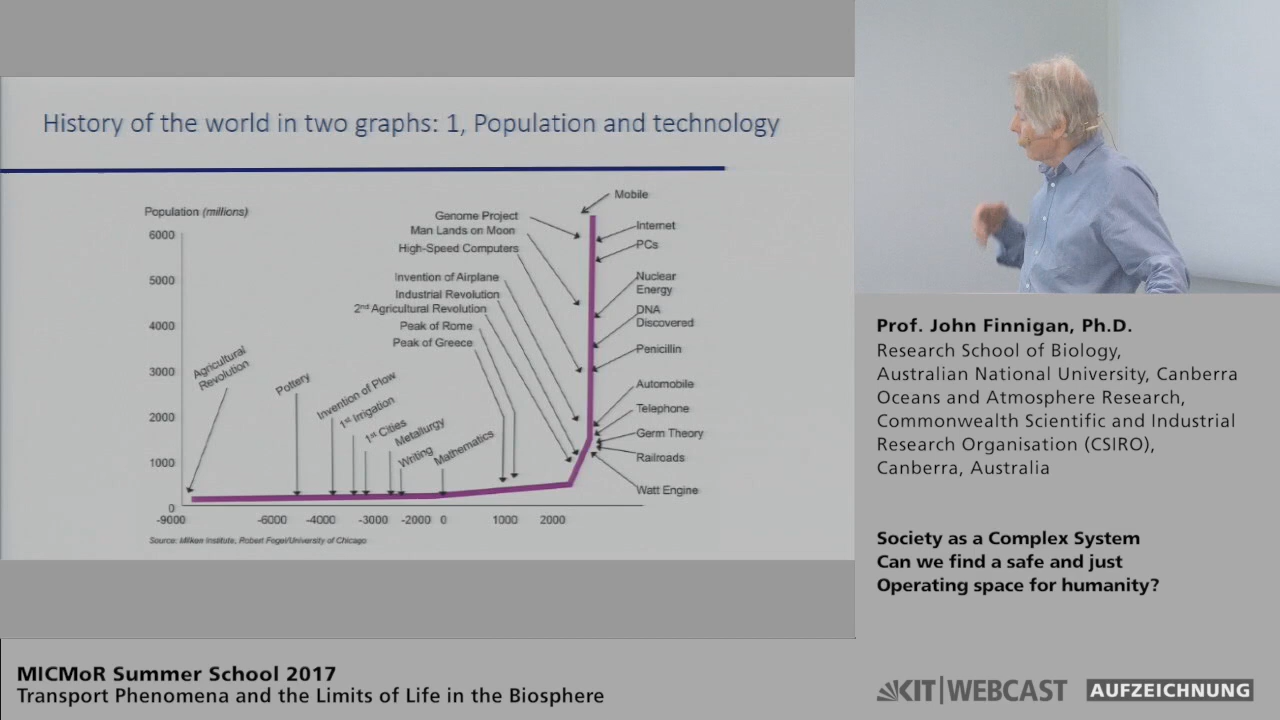 History of the world in two graphs: 1, Population and technology
Population (millions)
6000
5000
4000
3000
2000
1000
0
-9000
-6000
-4000
-3000
-2000
0
1000
2000
Agricultural
Revolution
Pottery
Invention of Plow
1st Irrigation
1st Cities
Metallurgy
Writing
Mathematics
Genome Project
Man Lands on Moon
High-Speed Computers
Invention of Airplane
Industrial Revolution
2nd Agricultural Revolution
Peak of Rome
Peak of Greece
Mobile
Internet
PCs
Nuclear
Energy
DNA
Discovered
Penicillin
Automobile
Telephone
Germ Theory
Railroads
Watt Engine
Source: Milken Institute, Robert Fogel/University of Chicago
Prof. John Finnigan, Ph.D.
Research School of Biology,
Australian National University, Canberra
Oceans and Atmosphere Research,
Commonwealth Scientific and Industrial
Research Organisation (CSIRO),
Canberra, Australia
Society as a Complex System
Can we find a safe and just
Operating space for humanity?
MICMoR Summer School 2017
Transport Phenomena and the Limits of Life in the Biosphere
KIT|WEBCAST
AUFZEICHNUNG